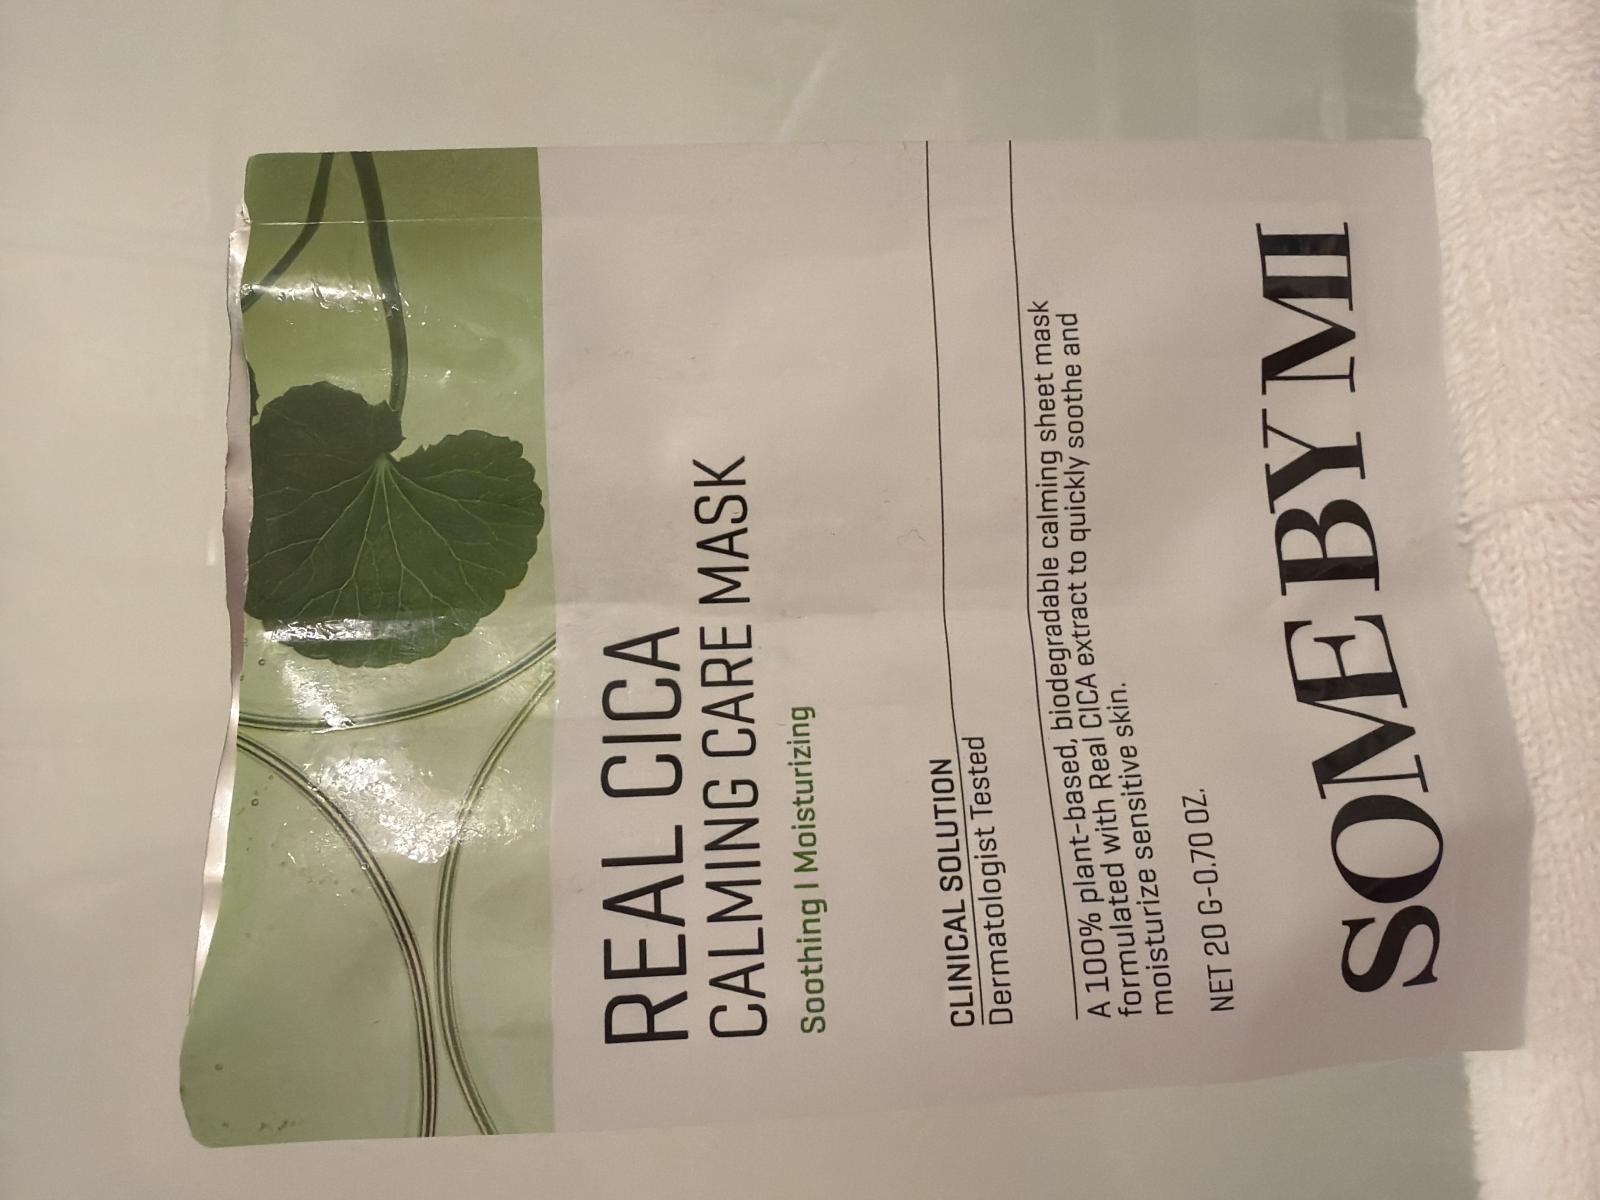 REAL CICA
CALMING CARE MASK
Soothing | Moisturizing
CLINICAL SOLUTION
Dermatologist Tested
A 100% plant-based, biodegradable calming sheet mask
formulated with Real CICA extract to quickly soothe and
moisturize sensitive skin.
NET 20 G-0.70 OZ.
SOME BY MI